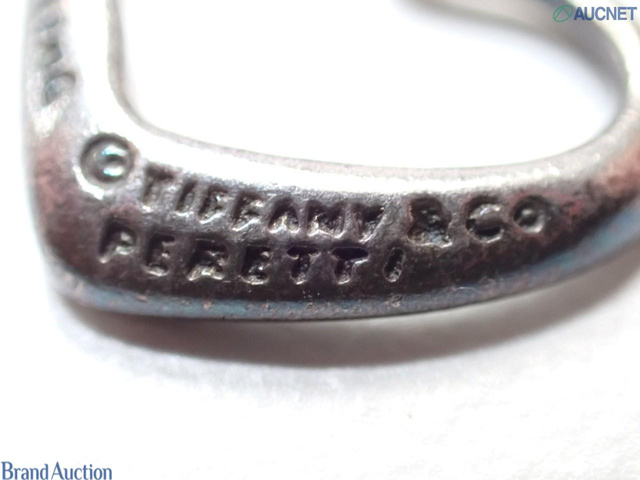 AUCNET
© TIFFANY & CO
PERETTI
Brand Auction